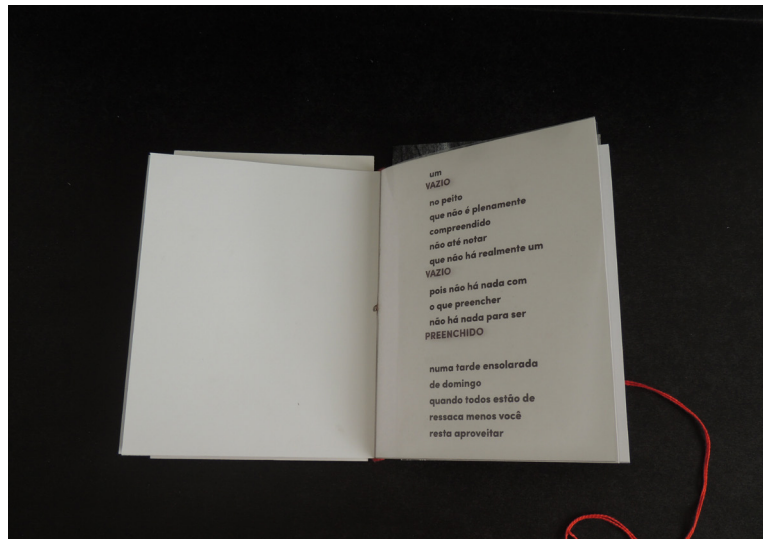 um
VAZIO
no peito
que não é plenamente
compreendido
não até notar
que não há realmente um
VAZIO
pois não há nada com
o que preencher
não há nada para ser
PREENCHIDO
numa tarde ensolarada
de domingo
quando todos estão de
ressaca menos você
resta aproveitar